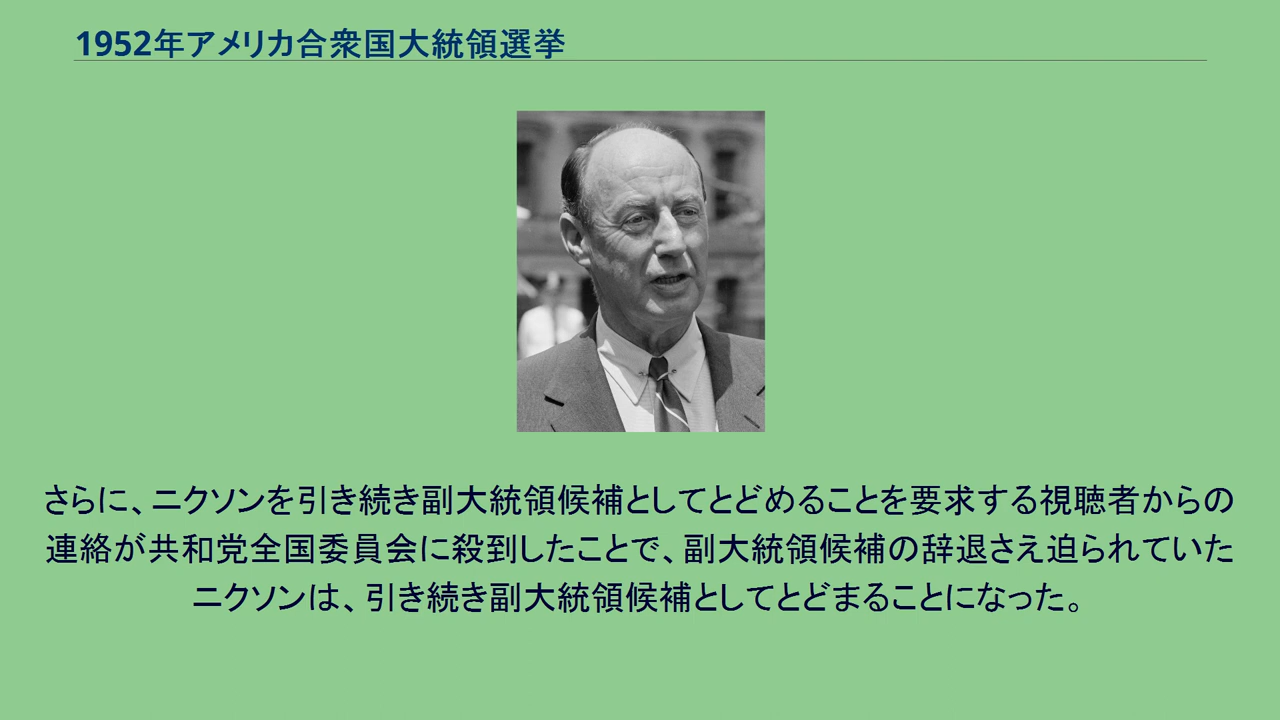 1952年アメリカ合衆国大統領選挙
さらに、ニクソンを引き続き副大統領候補としてとどめることを要求する視聴者からの
連絡が共和党全国委員会に殺到したことで、副大統領候補の辞退さえ迫られていた
ニクソンは、引き続き副大統領候補としてとどまることになった。